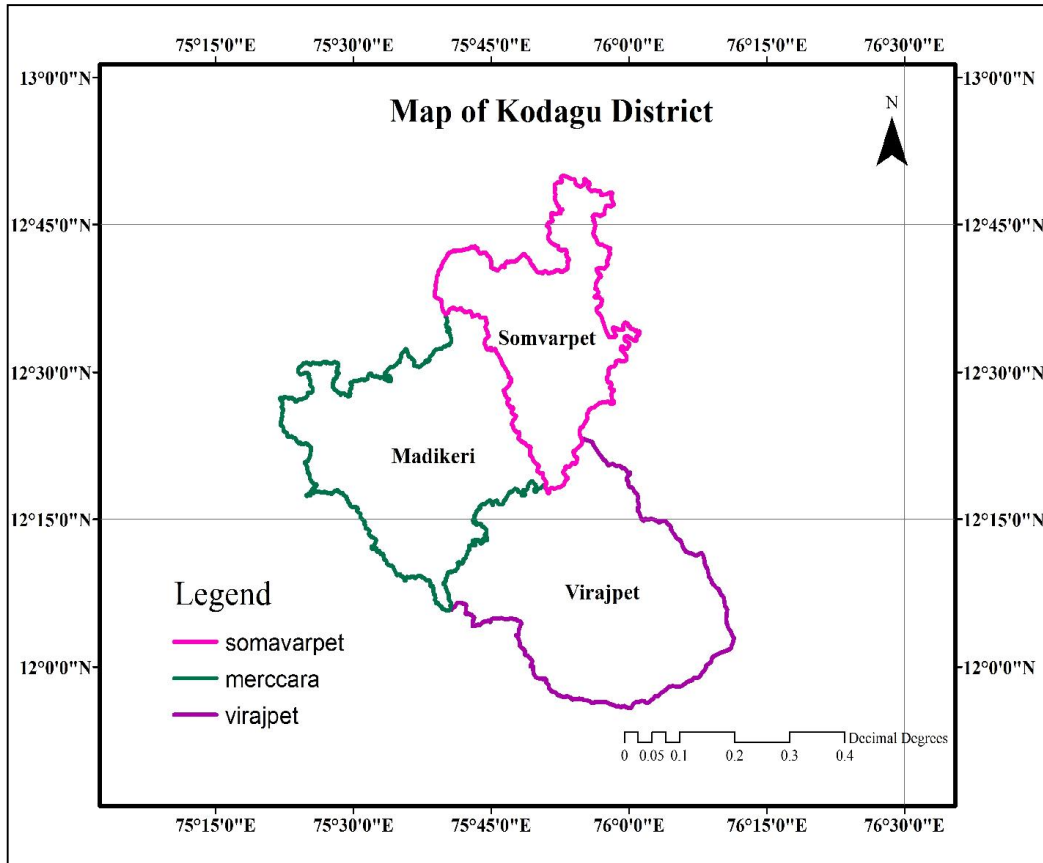 75°15'0"E 75°30'0"E 75°45'0"E 76°0'0"E 76°15'0"E 76°30'0"E
13°0'0"N 13°0'0"N
Map of Kodagu District
N
12°45'0"N 12°45'0"N
Somvarpet
12°30'0"N 12°30'0"N
Madikeri
12°15'0"N 12°15'0"N
Virajpet
Legend
somavarpet
merccara
virajpet
12°0'0"N 12°0'0"N
Decimal Degrees
0 0.05 0.1 0.2 0.3 0.4
75°15'0"E 75°30'0"E 75°45'0"E 76°0'0"E 76°15'0"E 76°30'0"E